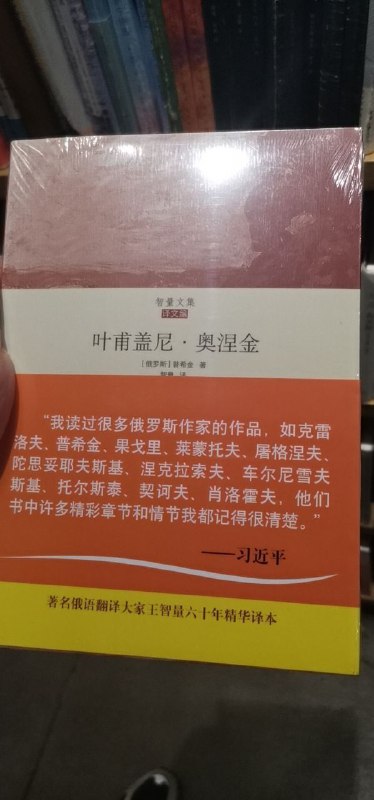 智量文集
译文编
叶甫盖尼·奥涅金
[俄罗斯]普希金 著
智量 译
“我读过很多俄罗斯作家的作品，如克雷
洛夫、普希金、果戈里、莱蒙托夫、屠格涅夫、
陀思妥耶夫斯基、涅克拉索夫、车尔尼雪夫
斯基、托尔斯泰、契诃夫、肖洛霍夫，他们
书中许多精彩章节和情节我都记得很清楚。”
——习近平
著名俄语翻译大家王智量六十年精华译本